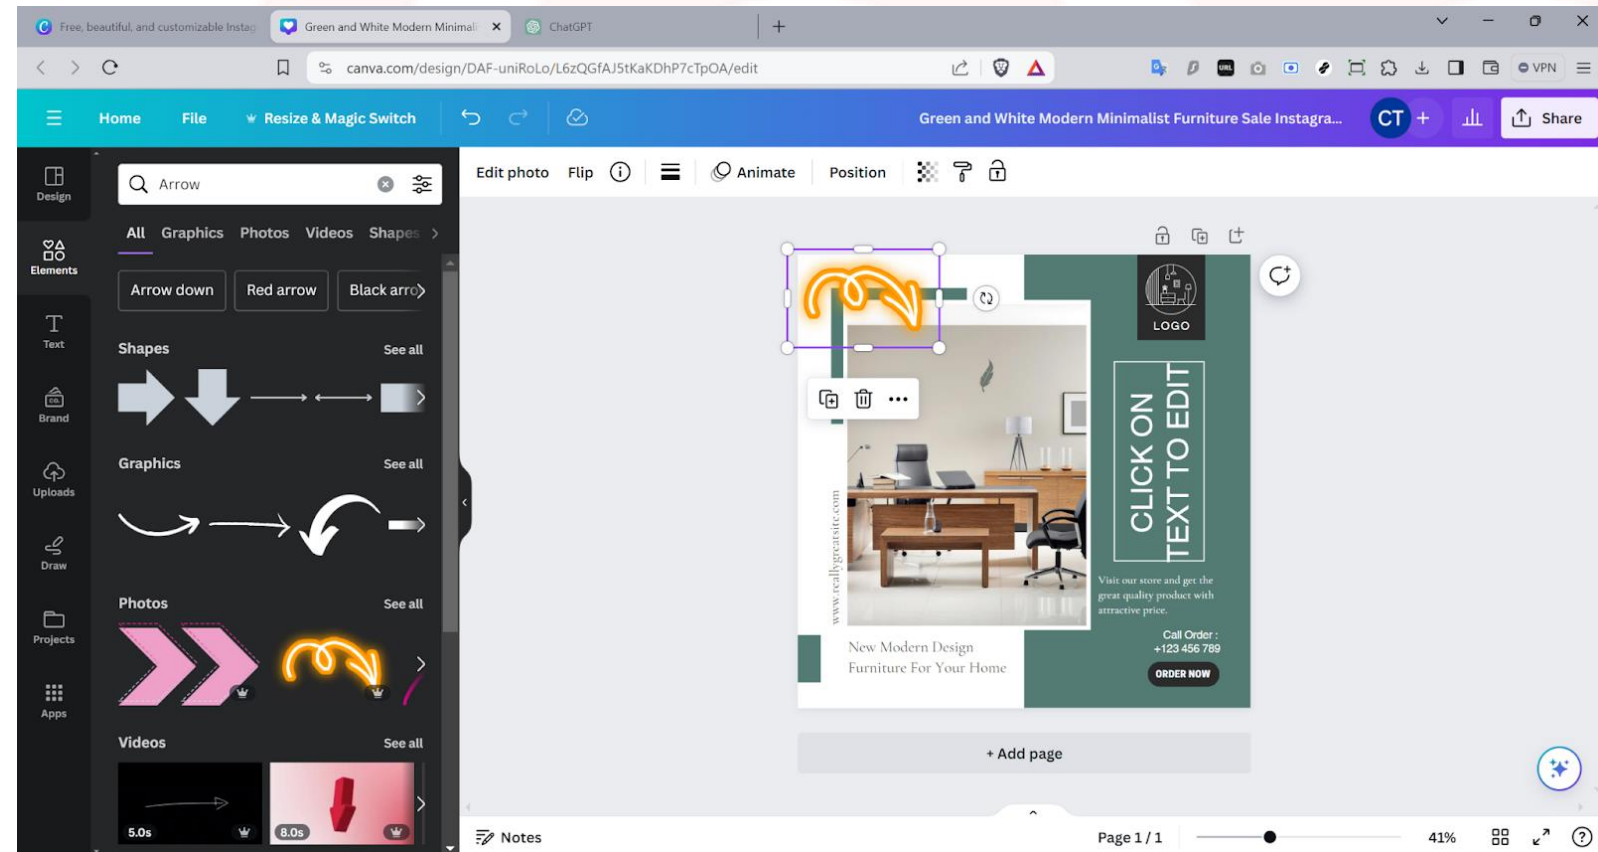 Free, beautiful, and customizable Instag
Green and White Modern Minimali
ChatGPT
canva.com/design/DAF-uniRoLo/L6zQGfAJ5tKaKDhP7cTpOA/edit
URL
VPN
Home
File
Resize & Magic Switch
Green and White Modern Minimalist Furniture Sale Instagra...
CT
Share
Design
Elements
Text
Brand
Uploads
Draw
Projects
Apps
Arrow
All Graphics Photos Videos Shapes
Arrow down
Red arrow
Black arro
Shapes
See all
Graphics
See all
Photos
See all
Videos
See all
5.0s
8.0s
Edit photo
Flip
Animate
Position
LOGO
CLICK ON
TEXT TO EDIT
www.reallygreatsite.com
Visit our store and get the
great quality product with
attractive price.
Call Order :
+123 456 789
ORDER NOW
New Modern Design
Furniture For Your Home
+ Add page
Notes
Page 1 / 1
41%